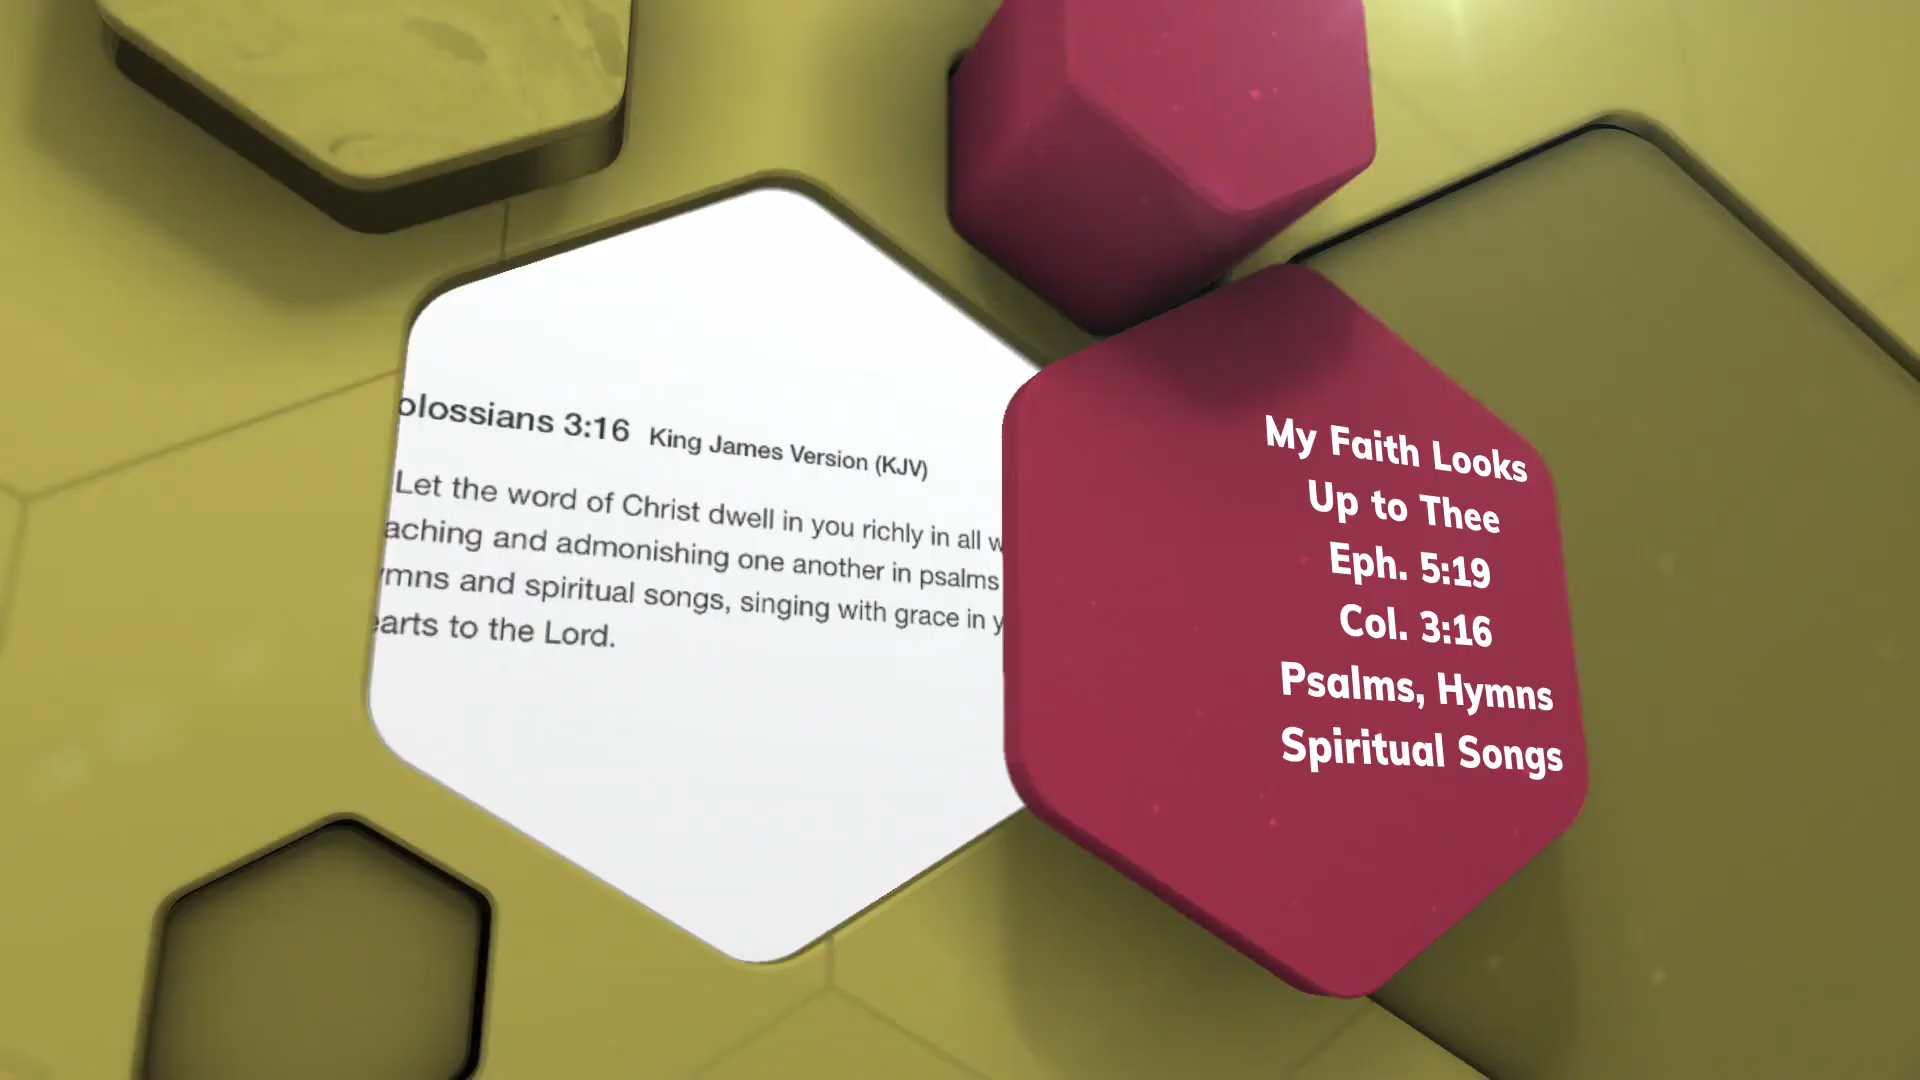 olossians 3:16 King James Version (KJV)
Let the word of Christ dwell in you richly in all
aching and admonishing one another in psalms
mns and spiritual songs, singing with grace in
earts to the Lord.
My Faith Looks
Up to Thee
Eph. 5:19
Col. 3:16
Psalms, Hymns
Spiritual Songs